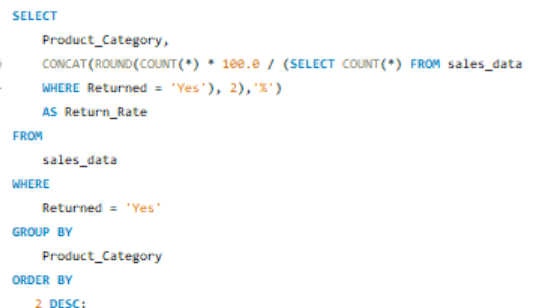 SELECT
Product_Category,
CONCAT(ROUND(COUNT(*) * 100.0 / (SELECT COUNT(*) FROM sales_data
WHERE Returned = 'Yes'), 2),'%')
AS Return_Rate
FROM
sales_data
WHERE
Returned = 'Yes'
GROUP BY
Product_Category
ORDER BY
2 DESC;